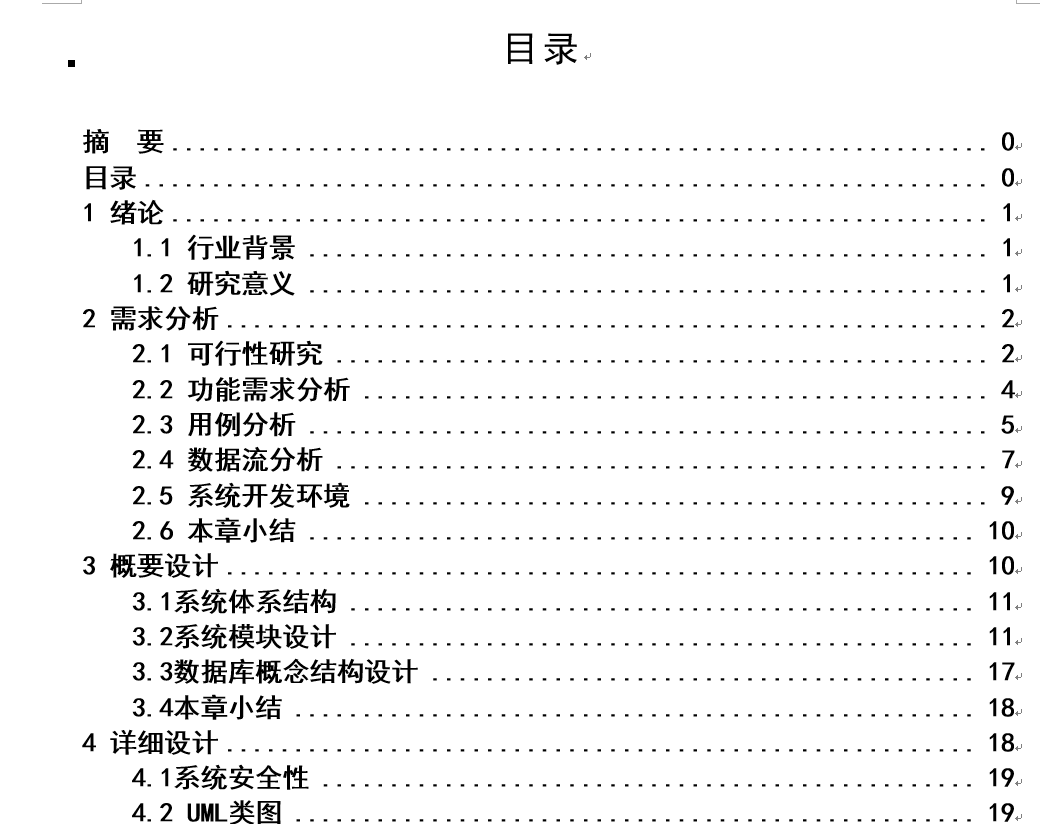 目录
摘　要 0
目录 0
1 绪论 1
1.1 行业背景 1
1.2 研究意义 1
2 需求分析 2
2.1 可行性研究 2
2.2 功能需求分析 4
2.3 用例分析 5
2.4 数据流分析 7
2.5 系统开发环境 9
2.6 本章小结 10
3 概要设计 10
3.1系统体系结构 11
3.2系统模块设计 11
3.3数据库概念结构设计 17
3.4本章小结 18
4 详细设计 18
4.1系统安全性 19
4.2 UML类图 19